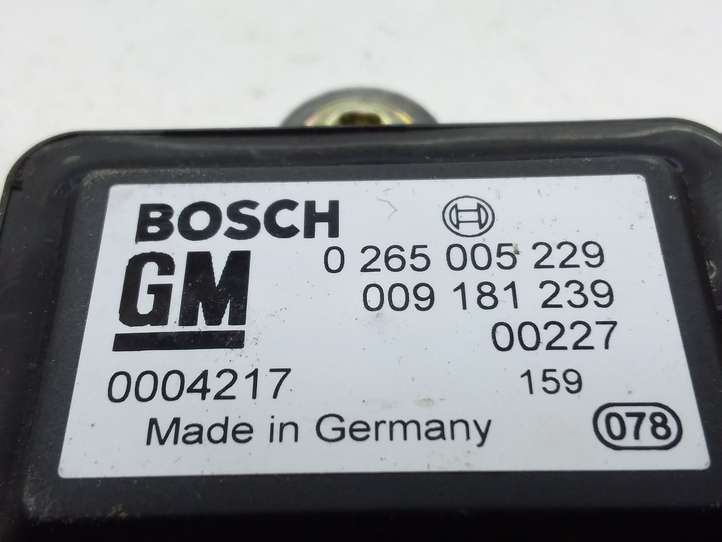 BOSCH
GM
0 265 005 229
009 181 239
00227
0004217 159
Made in Germany 078